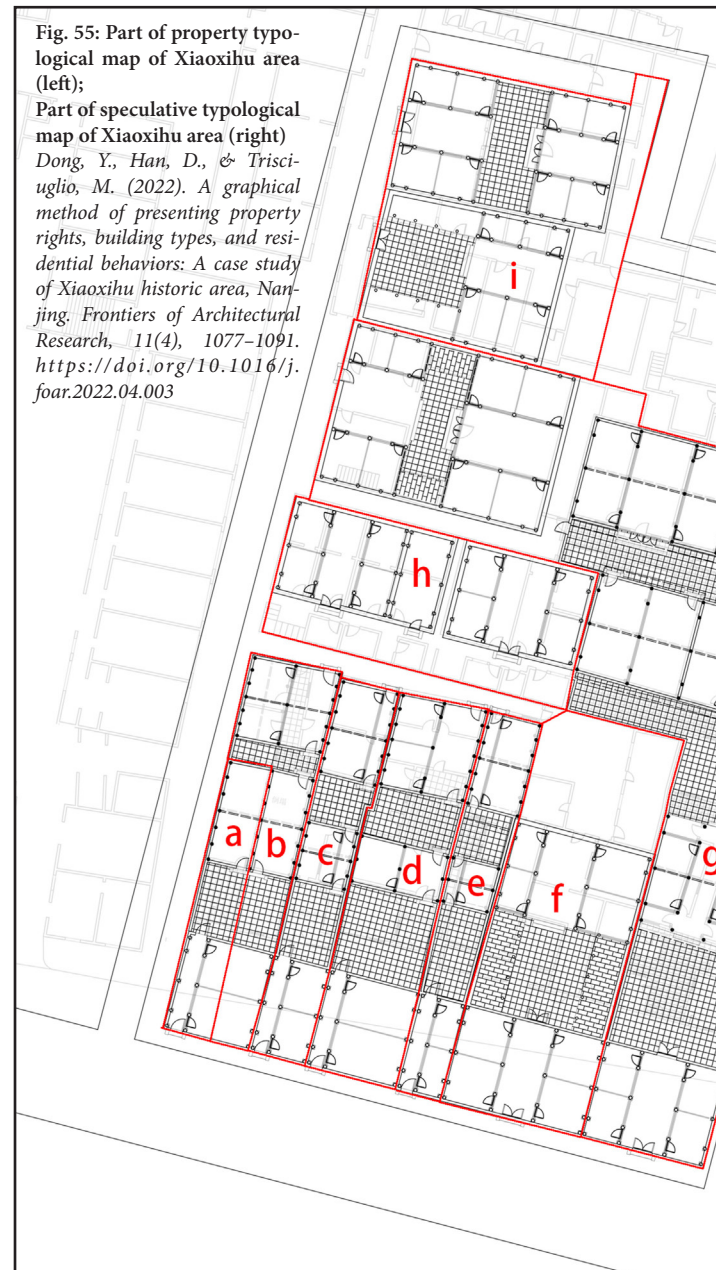 Fig. 55: Part of property typo-
logical map of Xiaoxihu area
(left);
Part of speculative typological
map of Xiaoxihu area (right)
Dong, Y., Han, D., & Trisci-
uglio, M. (2022). A graphical
method of presenting property
rights, building types, and resi-
dential behaviors: A case study
of Xiaoxihu historic area, Nan-
jing. Frontiers of Architectural
Research, 11(4), 1077–1091.
https://doi.org/10.1016/j.
foar.2022.04.003
i
h
a
b
c
d
e
f
g